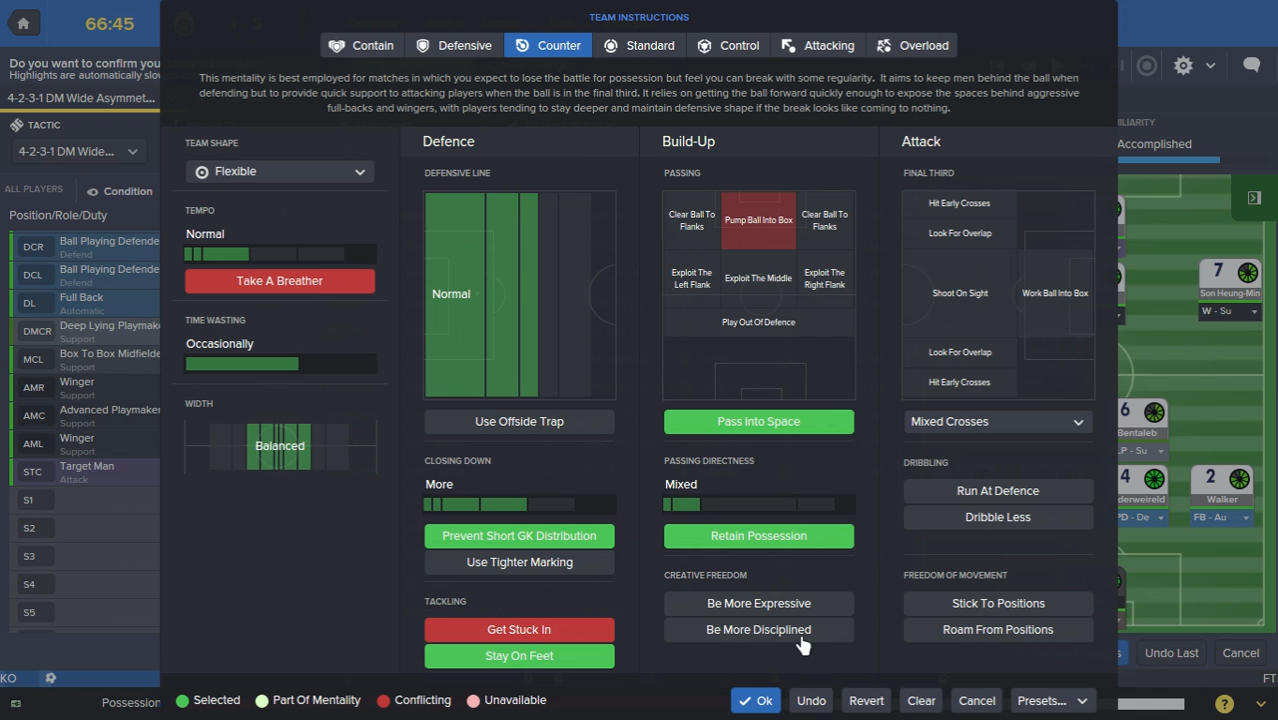 TEAM INSTRUCTIONS
66:45
Contain
Defensive
Counter
Standard
Control
Attacking
Overload
Do you want to confirm your
Highlights are automatically slow
This mentality is best employed for matches in which you expect to lose the battle for possession but feel you can break with some regularity. It aims to keep men behind the ball when
defending but to provide quick support to attacking players when the ball is in the final third. It relies on getting the ball forward quickly enough to expose the spaces behind aggressive
full-backs and wingers, with players tending to stay deeper and maintain defensive shape if the break looks like coming to nothing.
4-2-3-1 DM Wide Asymmet...
TACTIC
4-2-3-1 DM Wide...
ALL PLAYERS
Condition
Position/Role/Duty
DCR Ball Playing Defende
Defend
DCL Ball Playing Defende
Defend
DL Full Back
Automatic
DMCR Deep Lying Playmake
Support
MCL Box To Box Midfielde
Support
AMR Winger
Support
AMC Advanced Playmaker
Support
AML Winger
Support
STC Target Man
Attack
S1
S2
S3
S4
S5
KO
Possession
TEAM SHAPE
Flexible
TEMPO
Normal
Take A Breather
TIME WASTING
Occasionally
WIDTH
Balanced
Defence
DEFENSIVE LINE
Normal
Use Offside Trap
CLOSING DOWN
More
Prevent Short GK Distribution
Use Tighter Marking
TACKLING
Get Stuck In
Stay On Feet
Build-Up
PASSING
Clear Ball To
Flanks
Pump Ball Into Box
Clear Ball To
Flanks
Exploit The
Left Flank
Exploit The Middle
Exploit The
Right Flank
Play Out Of Defence
Pass Into Space
PASSING DIRECTNESS
Mixed
Retain Possession
CREATIVE FREEDOM
Be More Expressive
Be More Disciplined
Attack
FINAL THIRD
Hit Early Crosses
Look For Overlap
Shoot On Sight
Work Ball Into Box
Look For Overlap
Hit Early Crosses
Mixed Crosses
DRIBBLING
Run At Defence
Dribble Less
FREEDOM OF MOVEMENT
Stick To Positions
Roam From Positions
ILIARITY
Accomplished
7
Son Heung-Min
W - Su
6
Bentaleb
LP - Su
4
derweireld
PD - De
2
Walker
FB - Au
s
Undo Last
Cancel
FT
Selected
Part Of Mentality
Conflicting
Unavailable
Ok
Undo
Revert
Clear
Cancel
Presets...
?